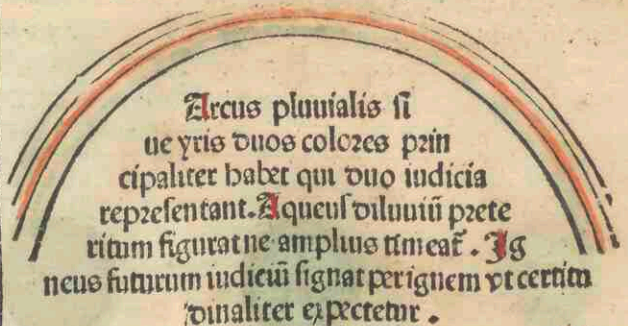 Arcus pluuialis si
ue yris duos colores prin
cipaliter habet qui duo iudicia
representant. Aqueus diluuiū prete
ritum figurat ne amplius timeat̄. Ig
neus futurum iudiciū signat per ignem vt certitu
dinaliter expectetur.